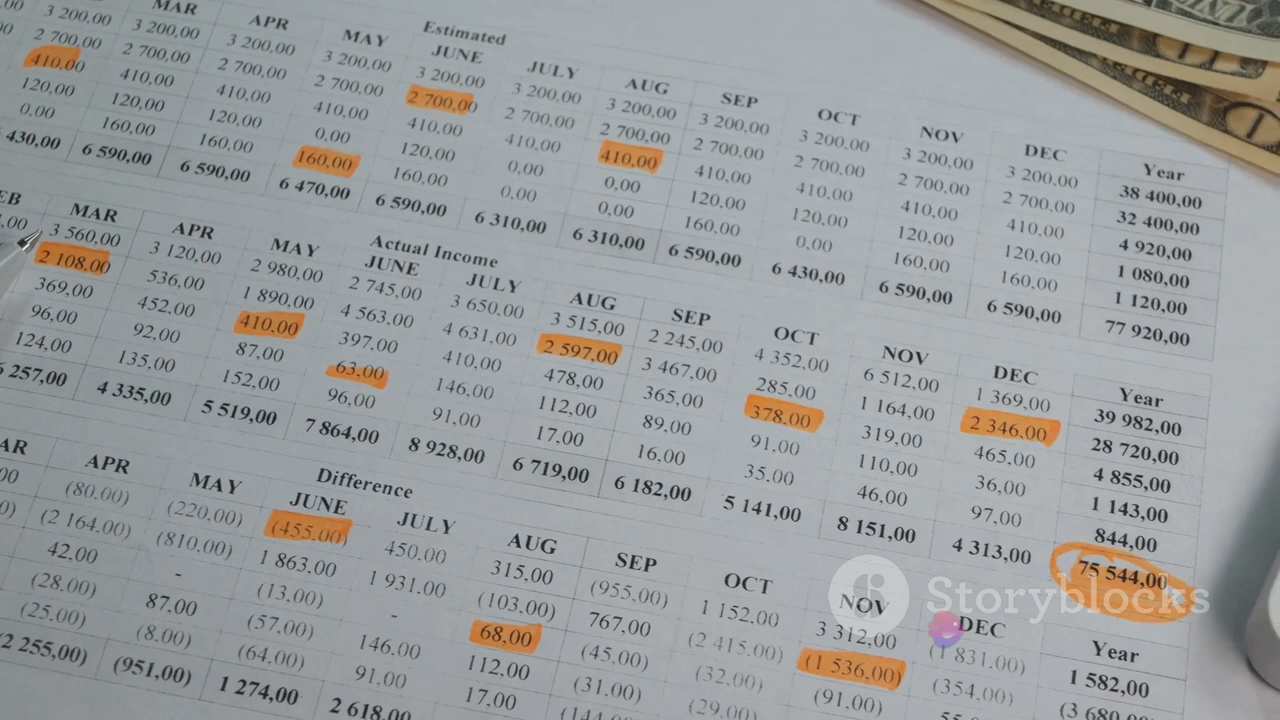 MAR APR MAY JUNE JULY AUG SEP OCT NOV DEC Year
Estimated
3 200,00 3 200,00 3 200,00 3 200,00 3 200,00 3 200,00 3 200,00 3 200,00 3 200,00 3 200,00 3 200,00 38 400,00
2 700,00 2 700,00 2 700,00 2 700,00 2 700,00 2 700,00 2 700,00 2 700,00 2 700,00 2 700,00 2 700,00 32 400,00
410,00 410,00 410,00 410,00 410,00 410,00 410,00 410,00 410,00 410,00 410,00 4 920,00
120,00 120,00 120,00 0,00 120,00 0,00 0,00 120,00 120,00 120,00 120,00 1 080,00
0,00 160,00 160,00 160,00 160,00 0,00 0,00 160,00 0,00 160,00 160,00 1 120,00
430,00 6 590,00 6 590,00 6 470,00 6 590,00 6 310,00 6 310,00 6 590,00 6 430,00 6 590,00 6 590,00 77 920,00
Actual Income
EB MAR APR MAY JUNE JULY AUG SEP OCT NOV DEC Year
3 560,00 3 120,00 2 980,00 2 745,00 3 650,00 3 515,00 2 245,00 4 352,00 6 512,00 1 369,00 39 982,00
2 108,00 536,00 1 890,00 4 563,00 4 631,00 2 597,00 3 467,00 285,00 1 164,00 2 346,00 28 720,00
369,00 452,00 410,00 397,00 410,00 478,00 365,00 378,00 319,00 465,00 4 855,00
96,00 92,00 87,00 63,00 146,00 112,00 89,00 91,00 110,00 36,00 1 143,00
124,00 135,00 152,00 96,00 91,00 17,00 16,00 35,00 46,00 97,00 844,00
6 257,00 4 335,00 5 519,00 7 864,00 8 928,00 6 719,00 6 182,00 5 141,00 8 151,00 4 313,00 75 544,00
Difference
AR APR MAY JUNE JULY AUG SEP OCT NOV DEC Year
(80,00) (220,00) (455,00) 450,00 315,00 (955,00) 1 152,00 3 312,00 (1 831,00) 1 582,00
(2 164,00) (810,00) 1 863,00 1 931,00 (103,00) 767,00 (2 415,00) (1 536,00) (354,00) (3 680,00
42,00 - (13,00) - 68,00 (45,00) (32,00) (91,00)
(28,00) 87,00 (57,00) 146,00 112,00 (31,00) (29,00)
(25,00) (8,00) (64,00) 91,00 17,00
(2 255,00) (951,00) 1 274,00 2 618,00
Storyblocks